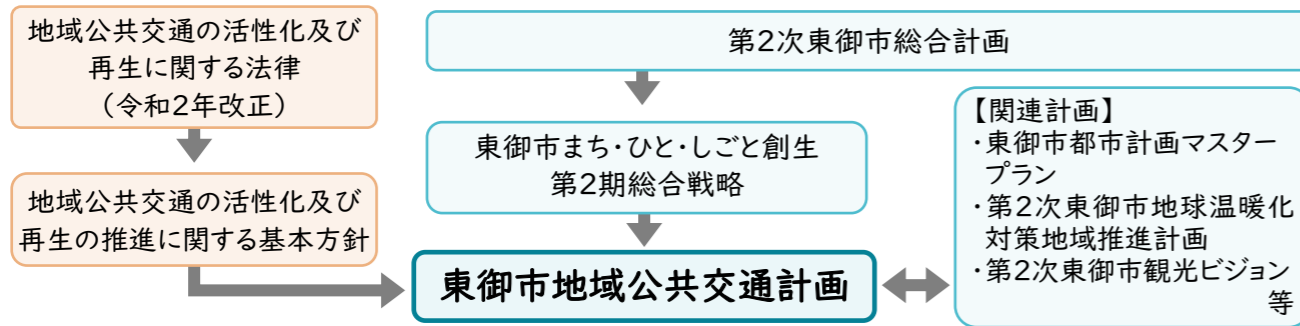 地域公共交通の活性化及び
再生に関する法律
（令和2年改正）
地域公共交通の活性化及び
再生の推進に関する基本方針
第2次東御市総合計画
東御市まち・ひと・しごと創生
第2期総合戦略
東御市地域公共交通計画
【関連計画】
・東御市都市計画マスター
プラン
・第2次東御市地球温暖化
対策地域推進計画
・第2次東御市観光ビジョン
等